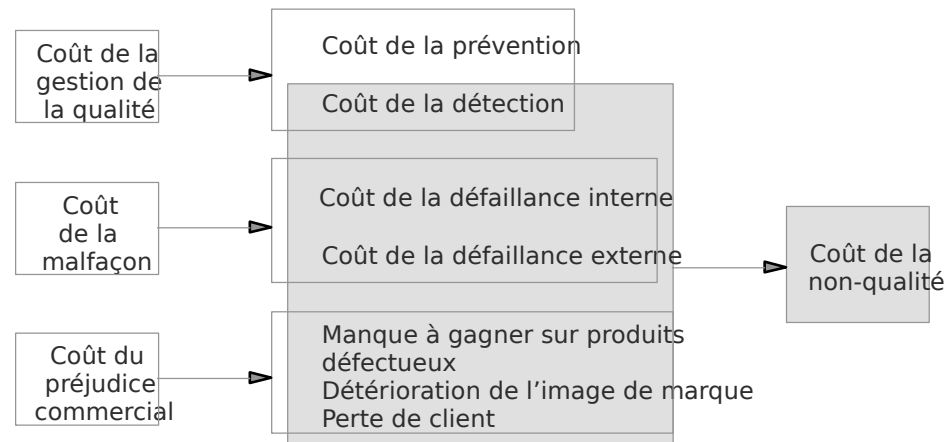 Coût de la
gestion de
la qualité
Coût de la prévention
Coût de la détection
Coût
de la
malfaçon
Coût de la défaillance interne
Coût de la défaillance externe
Coût de la
non-qualité
Coût du
préjudice
commercial
Manque à gagner sur produits
défectueux
Détérioration de l’image de marque
Perte de client